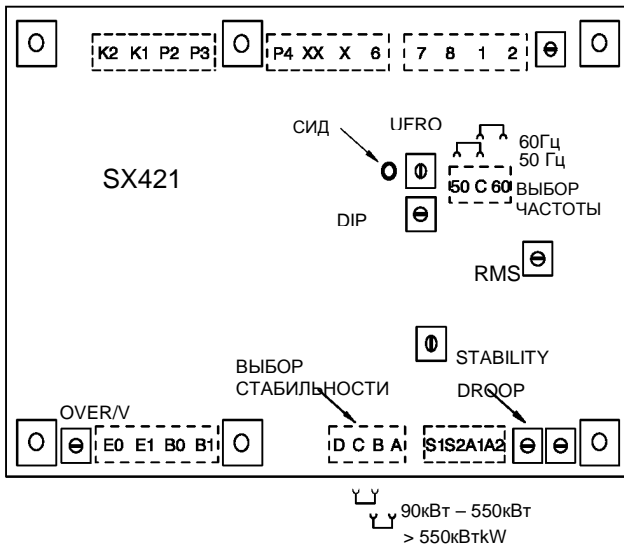 K2 K1 P2 P3
P4 XX X 6
7 8 1 2
СИД
UFRO
60Гц
50 Гц
SX421
50 C 60
ВЫБОР
ЧАСТОТЫ
DIP
RMS
STABILITY
ВЫБОР
СТАБИЛЬНОСТИ
DROOP
OVER/V
E0 E1 B0 B1
D C B A
S1S2A1A2
90кВт – 550кВт
> 550кВтkW